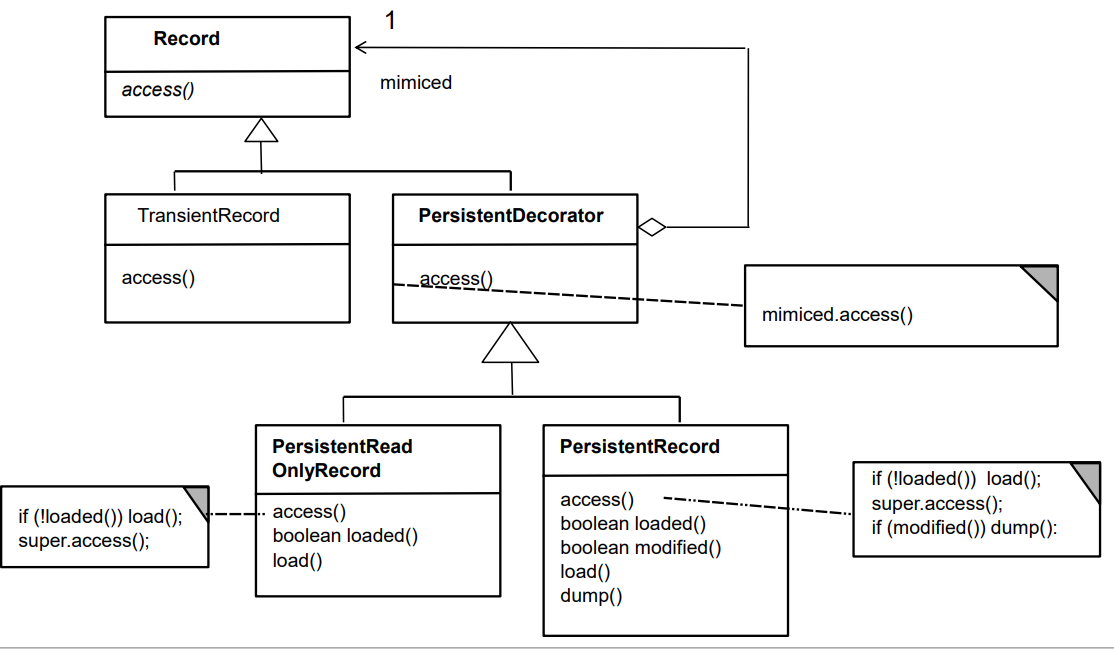 1
Record
mimiced
access()
TransientRecord
PersistentDecorator
access()
access()
mimiced.access()
PersistentRead
OnlyRecord
access()
boolean loaded()
load()
PersistentRecord
access()
boolean loaded()
boolean modified()
load()
dump()
if (!loaded()) load();
super.access();
if (!loaded())  load();
super.access();
if (modified()) dump():